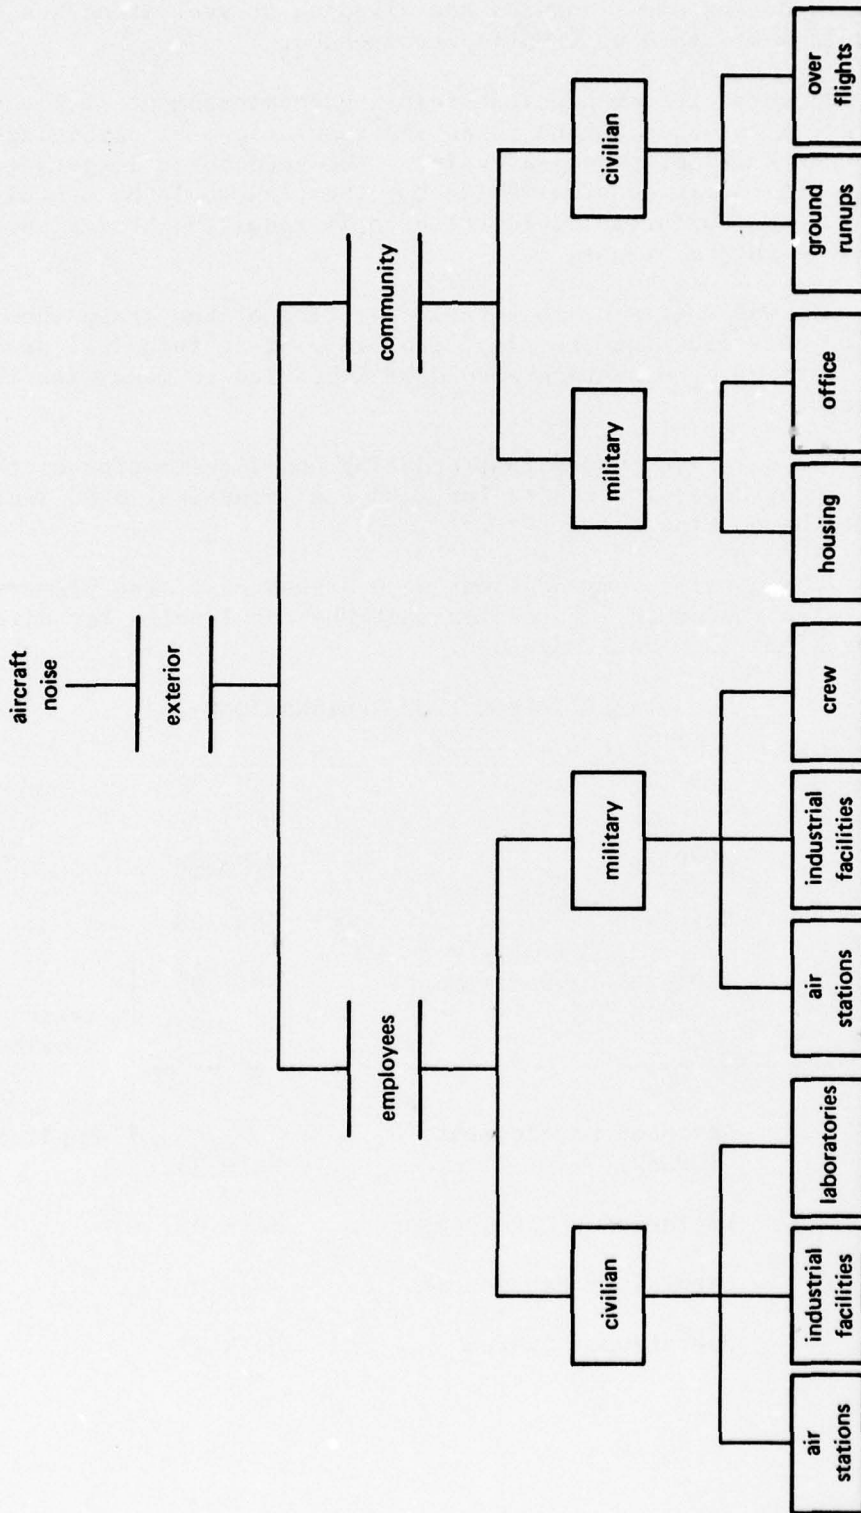 aircraft
noise
exterior
employees
community
civilian
military
military
civilian
air
stations
industrial
facilities
laboratories
air
stations
industrial
facilities
crew
housing
office
ground
runups
over
flights